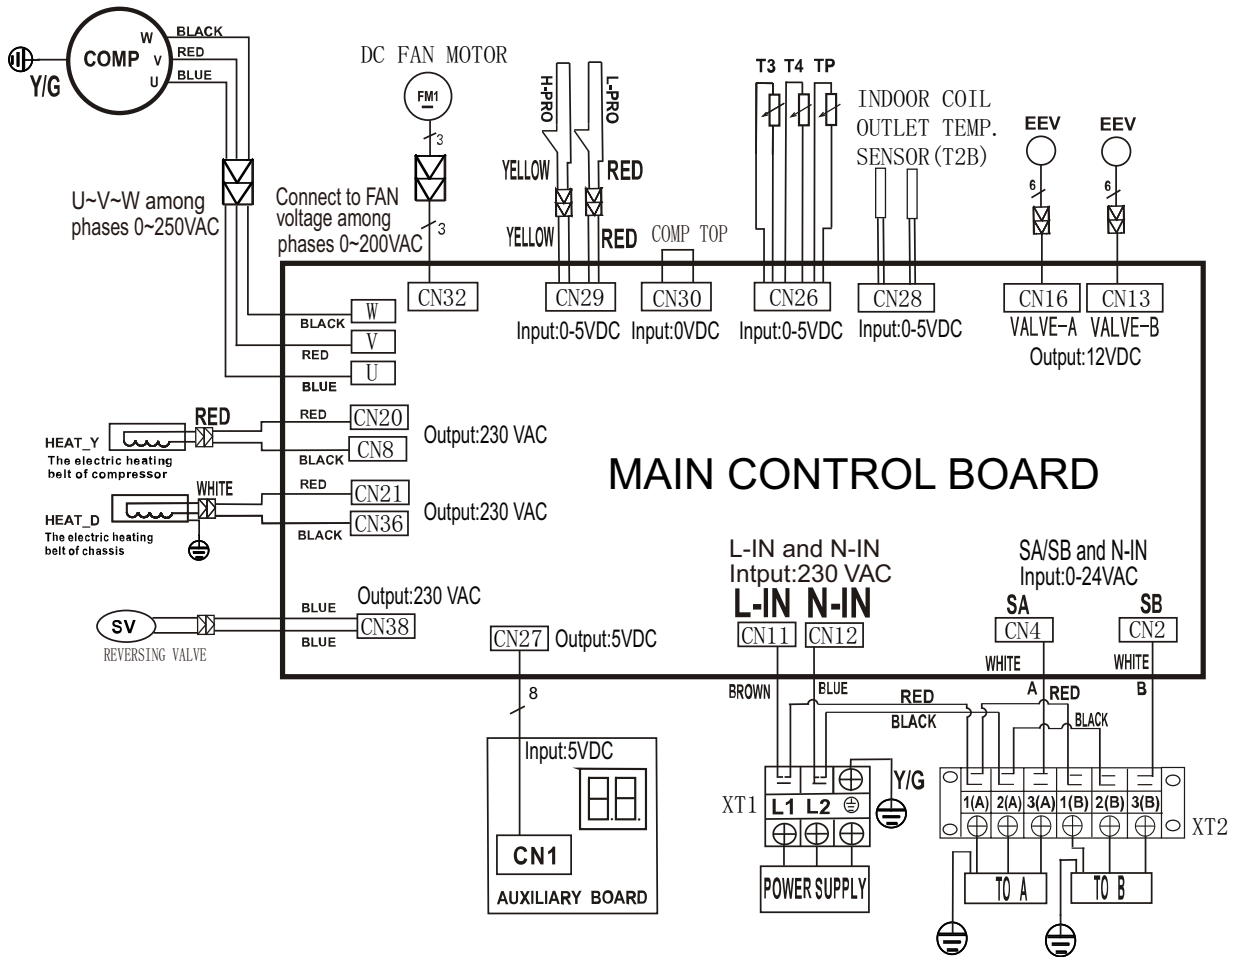 COMP
W
V
U
BLACK
RED
BLUE
Y/G
U~V~W among
phases 0~250VAC
DC FAN MOTOR
FM1
3
Connect to FAN
voltage among
phases 0~200VAC
3
H-PRO
L-PRO
YELLOW
RED
YELLOW
RED
COMP TOP
T3 T4 TP
INDOOR COIL
OUTLET TEMP.
SENSOR(T2B)
EEV
EEV
6
6
CN32
CN29
CN30
CN26
CN28
CN16
CN13
Input:0-5VDC
Input:0VDC
Input:0-5VDC
Input:0-5VDC
VALVE-A
VALVE-B
Output:12VDC
BLACK
W
RED
V
BLUE
U
HEAT_Y
The electric heating
belt of compressor
RED
RED
CN20
BLACK
CN8
Output:230 VAC
HEAT_D
The electric heating
belt of chassis
WHITE
RED
CN21
BLACK
CN36
Output:230 VAC
MAIN CONTROL BOARD
SV
REVERSING VALVE
BLUE
BLUE
CN38
Output:230 VAC
CN27
Output:5VDC
8
L-IN and N-IN
Intput:230 VAC
L-IN N-IN
CN11
CN12
SA/SB and N-IN
Input:0-24VAC
SA
SB
CN4
CN2
WHITE
WHITE
BROWN
BLUE
A
B
RED
RED
BLACK
BLACK
Input:5VDC
CN1
AUXILIARY BOARD
XT1
L1 L2
Y/G
POWER SUPPLY
1(A) 2(A) 3(A) 1(B) 2(B) 3(B)
XT2
TO A
TO B